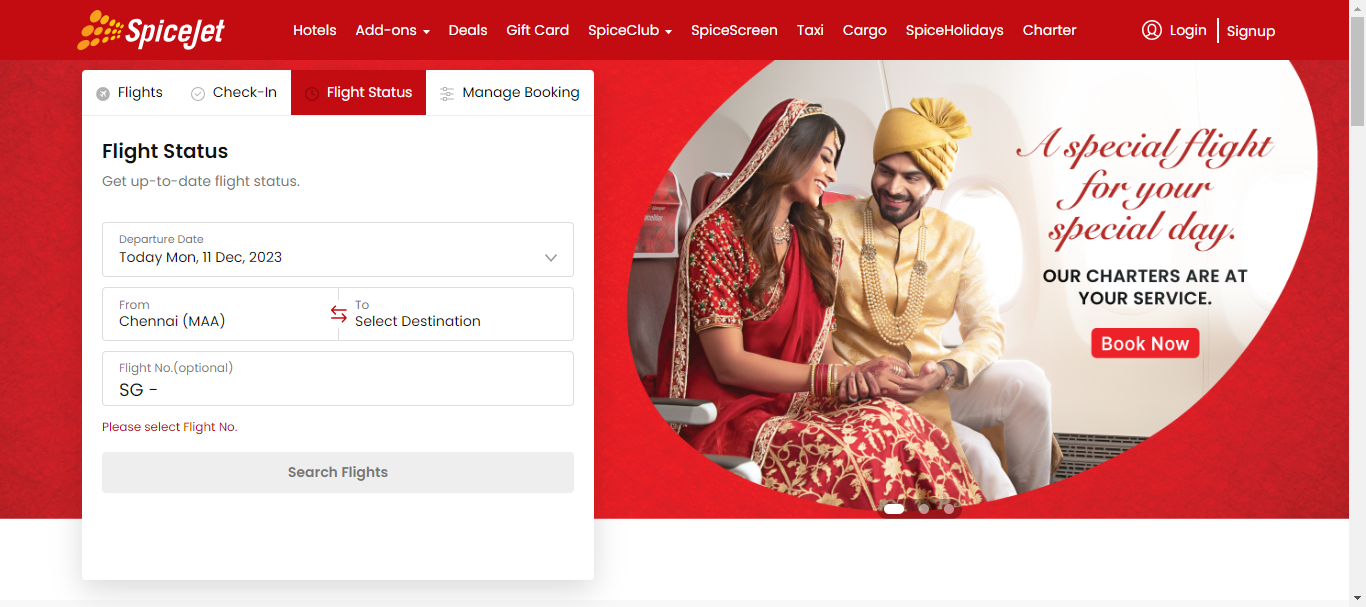 SpiceJet
Hotels Add-ons Deals Gift Card SpiceClub SpiceScreen Taxi Cargo SpiceHolidays Charter Login Signup
Flights Check-In Flight Status Manage Booking
Flight Status
Get up-to-date flight status.
Departure Date
Today Mon, 11 Dec, 2023
From To
Chennai (MAA) Select Destination
Flight No.(optional)
SG -
Please select Flight No.
Search Flights
A special flight
for your
special day.
OUR CHARTERS ARE AT
YOUR SERVICE.
Book Now